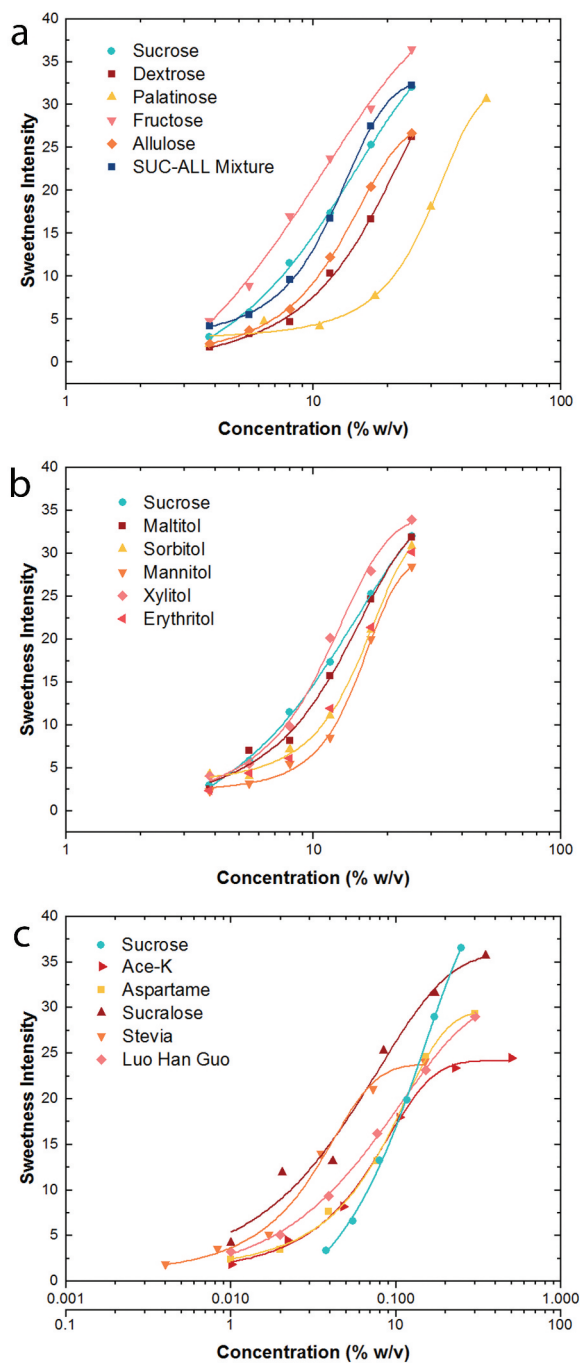 a
40
35
30
25
20
15
10
5
0
Sweetness Intensity
Sucrose
Dextrose
Palatinose
Fructose
Allulose
SUC-ALL Mixture
1 10 100
Concentration (% w/v)
b
40
35
30
25
20
15
10
5
0
Sweetness Intensity
Sucrose
Maltitol
Sorbitol
Mannitol
Xylitol
Erythritol
1 10 100
Concentration (% w/v)
c
40
35
30
25
20
15
10
5
0
Sweetness Intensity
Sucrose
Ace-K
Aspartame
Sucralose
Stevia
Luo Han Guo
0.001 0.010 0.100 1.000
0.1 1 10 100
Concentration (% w/v)